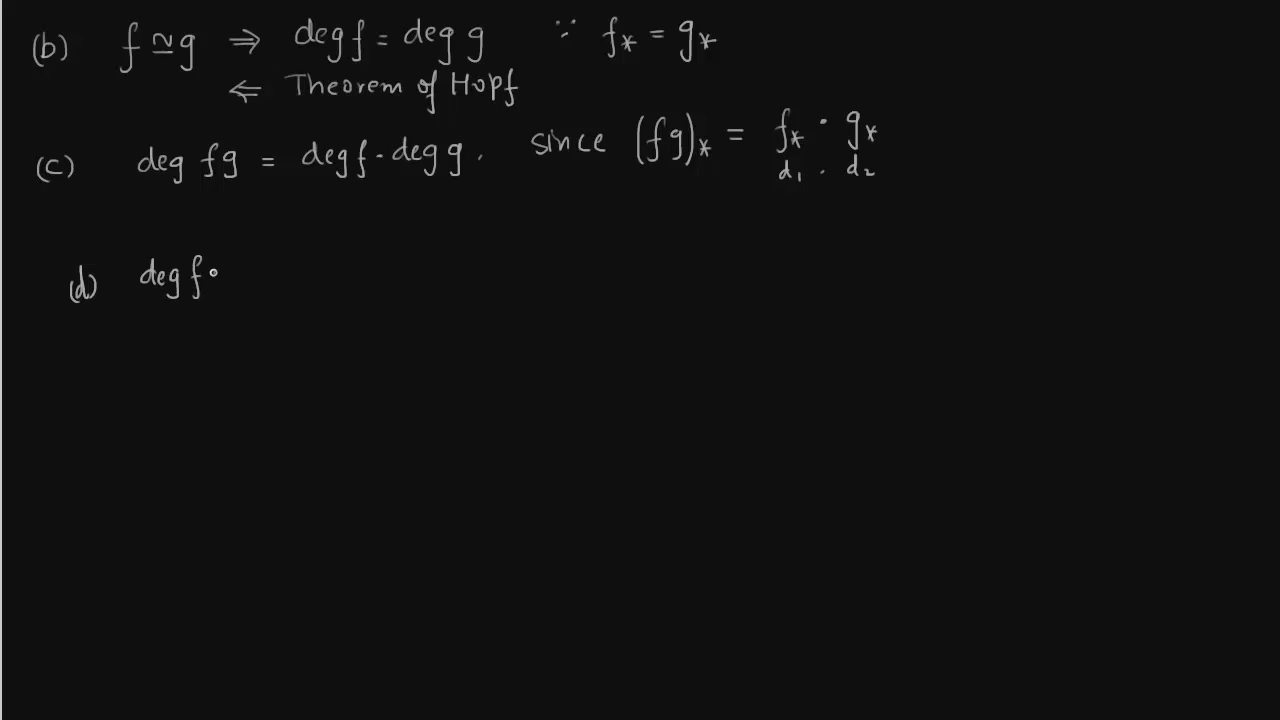 (b) f ≃ g ⇒ deg f = deg g ∵ f* = g*
⇐ Theorem of Hopf
(c) deg fg = deg f · deg g. since (fg)* = f* · g*
d₁ · d₂
(d) deg f